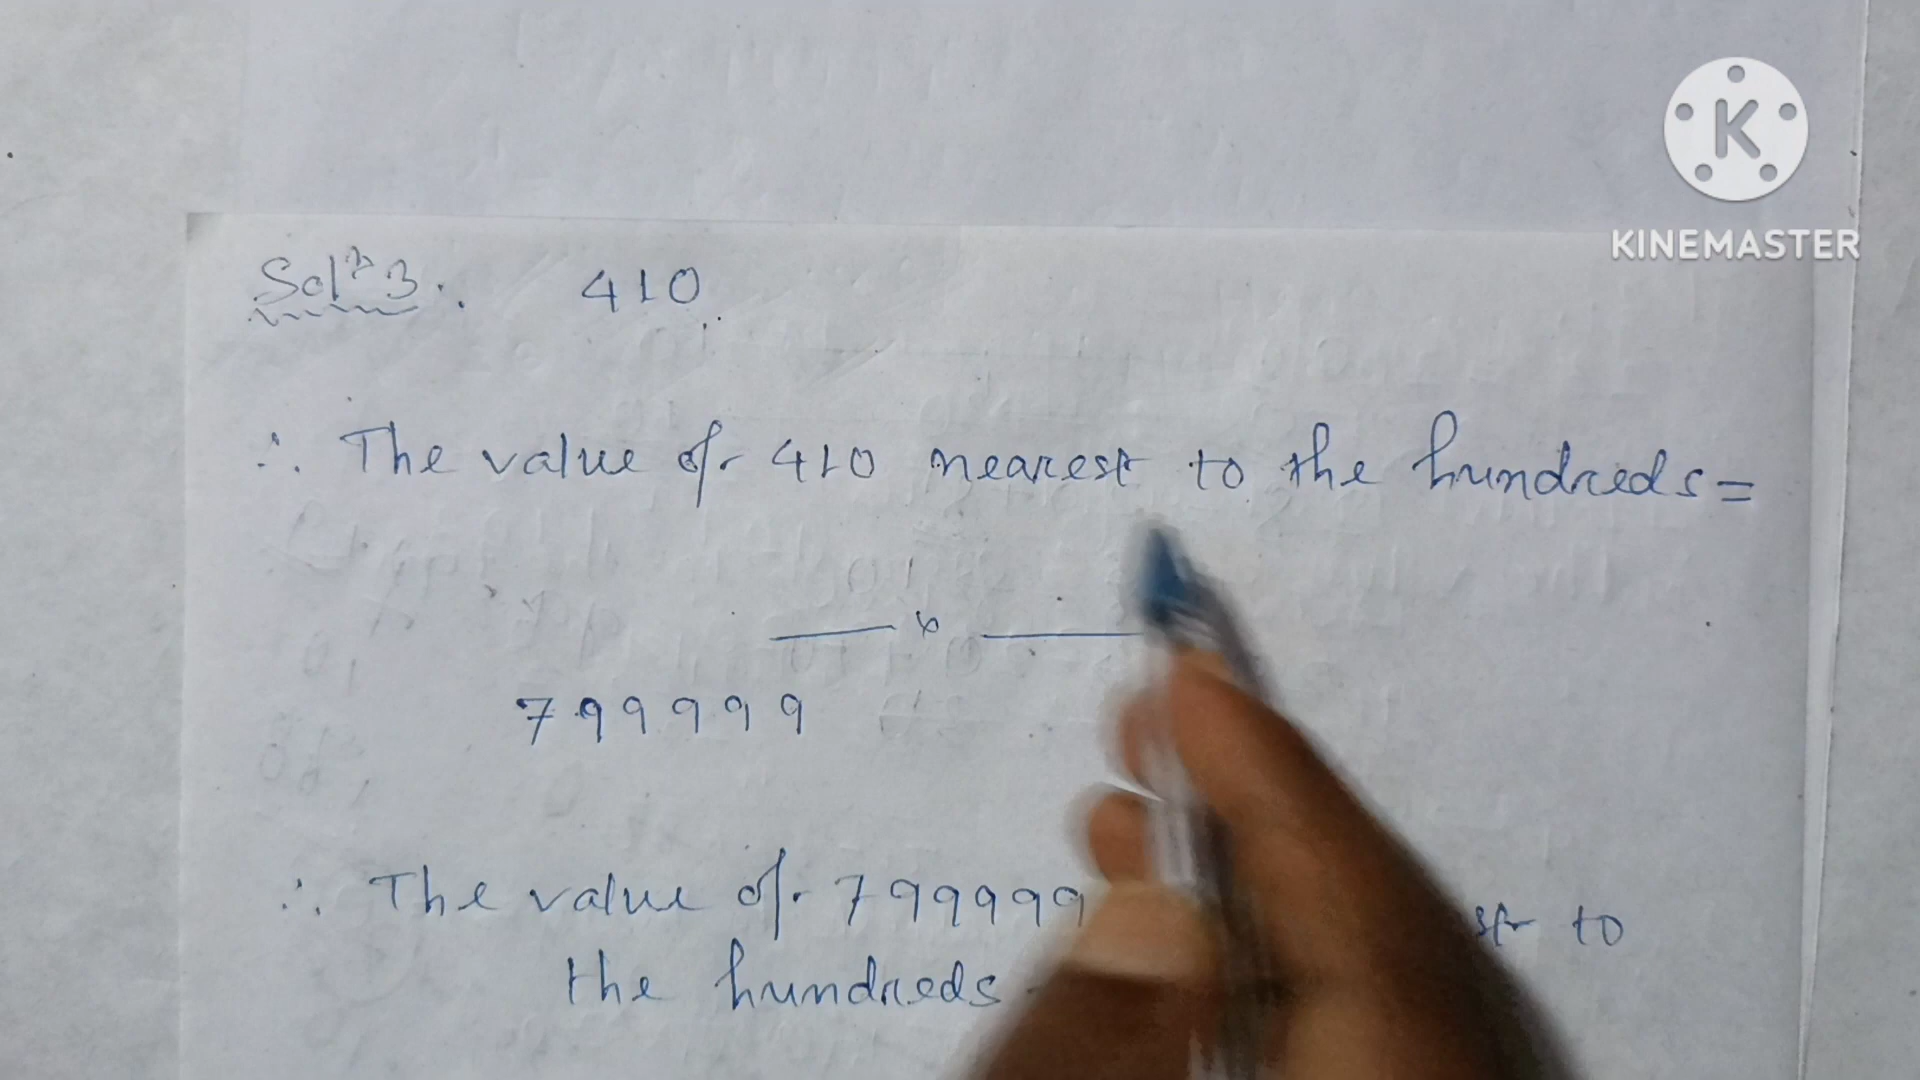 K
KINEMASTER
Solⁿ 3:. 410
∴ The value of 410 nearest to the hundreds =
799999
∴ The value of 799999 to
the hundreds